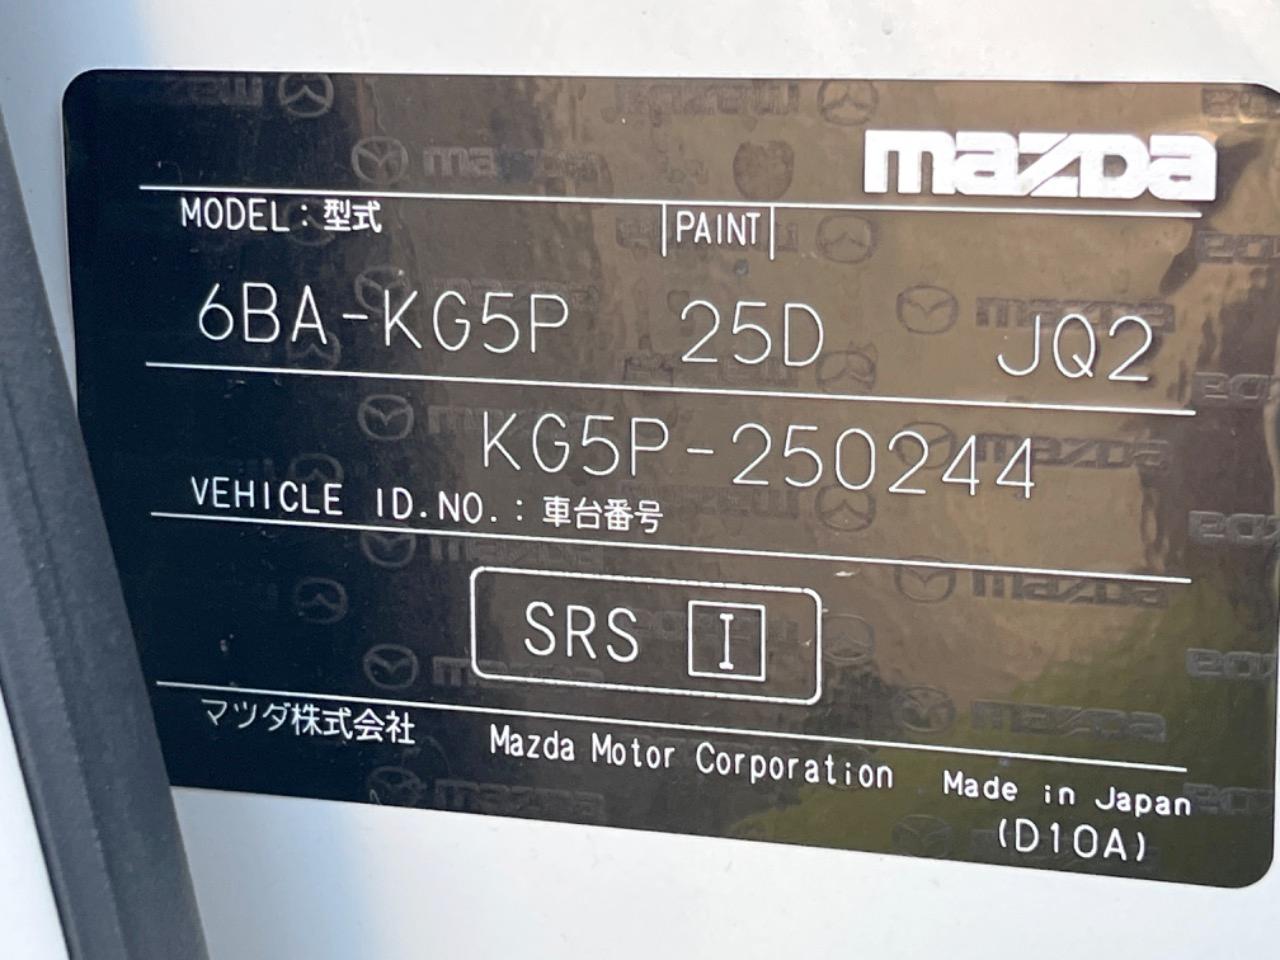 mazda
MODEL : 型式 PAINT
6BA-KG5P 25D JQ2
KG5P-250244
VEHICLE ID.NO. : 車台番号
SRS I
マツダ株式会社 Mazda Motor Corporation Made in Japan
(D10A)